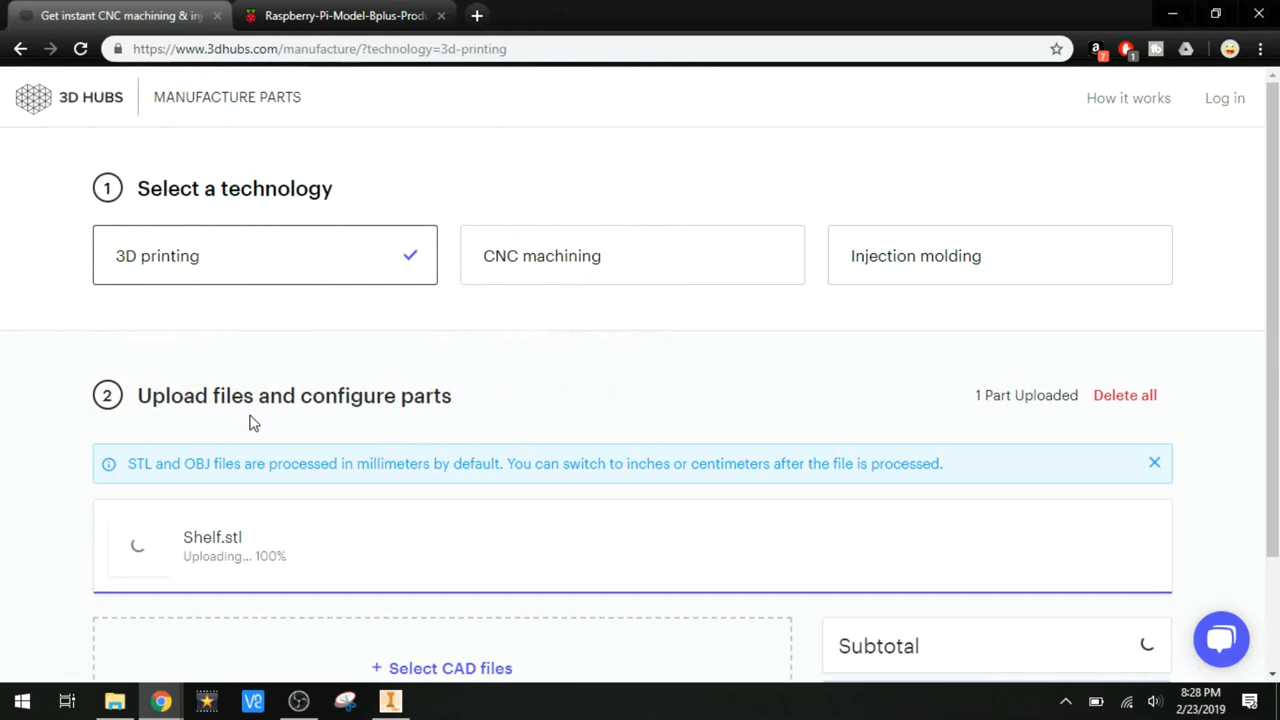 Get instant CNC machining & in
Raspberry-Pi-Model-Bplus-Produ
https://www.3dhubs.com/manufacture/?technology=3d-printing
7
1
3D HUBS
MANUFACTURE PARTS
How it works
Log in
1 Select a technology
3D printing
CNC machining
Injection molding
2 Upload files and configure parts
1 Part Uploaded
Delete all
STL and OBJ files are processed in millimeters by default. You can switch to inches or centimeters after the file is processed.
Shelf.stl
Uploading... 100%
+ Select CAD files
Subtotal
8:28 PM
2/23/2019